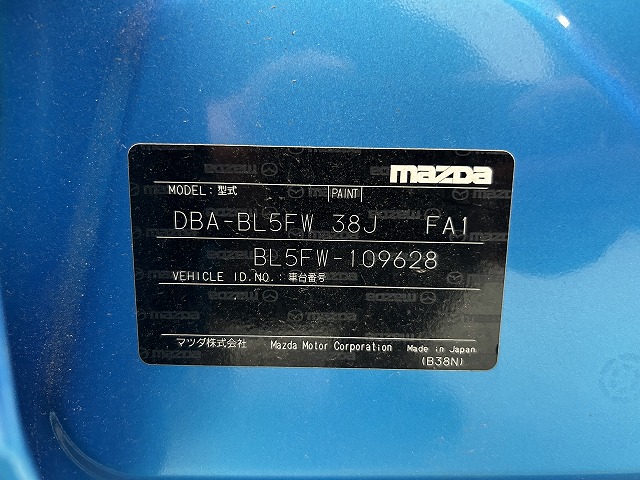 mazda
MODEL: 型式 PAINT
DBA-BL5FW 38J FA1
BL5FW-109628
VEHICLE ID.NO.: 車台番号
マツダ株式会社 Mazda Motor Corporation Made in Japan
(B38N)